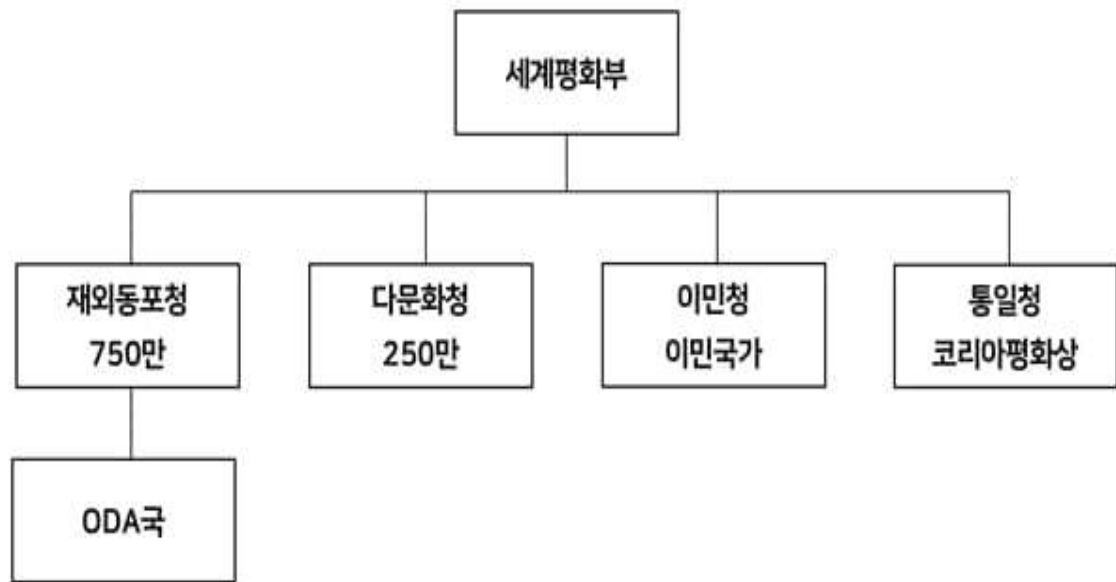 세계평화부
재외동포청
750만
다문화청
250만
이민청
이민국가
통일청
코리아평화상
ODA국